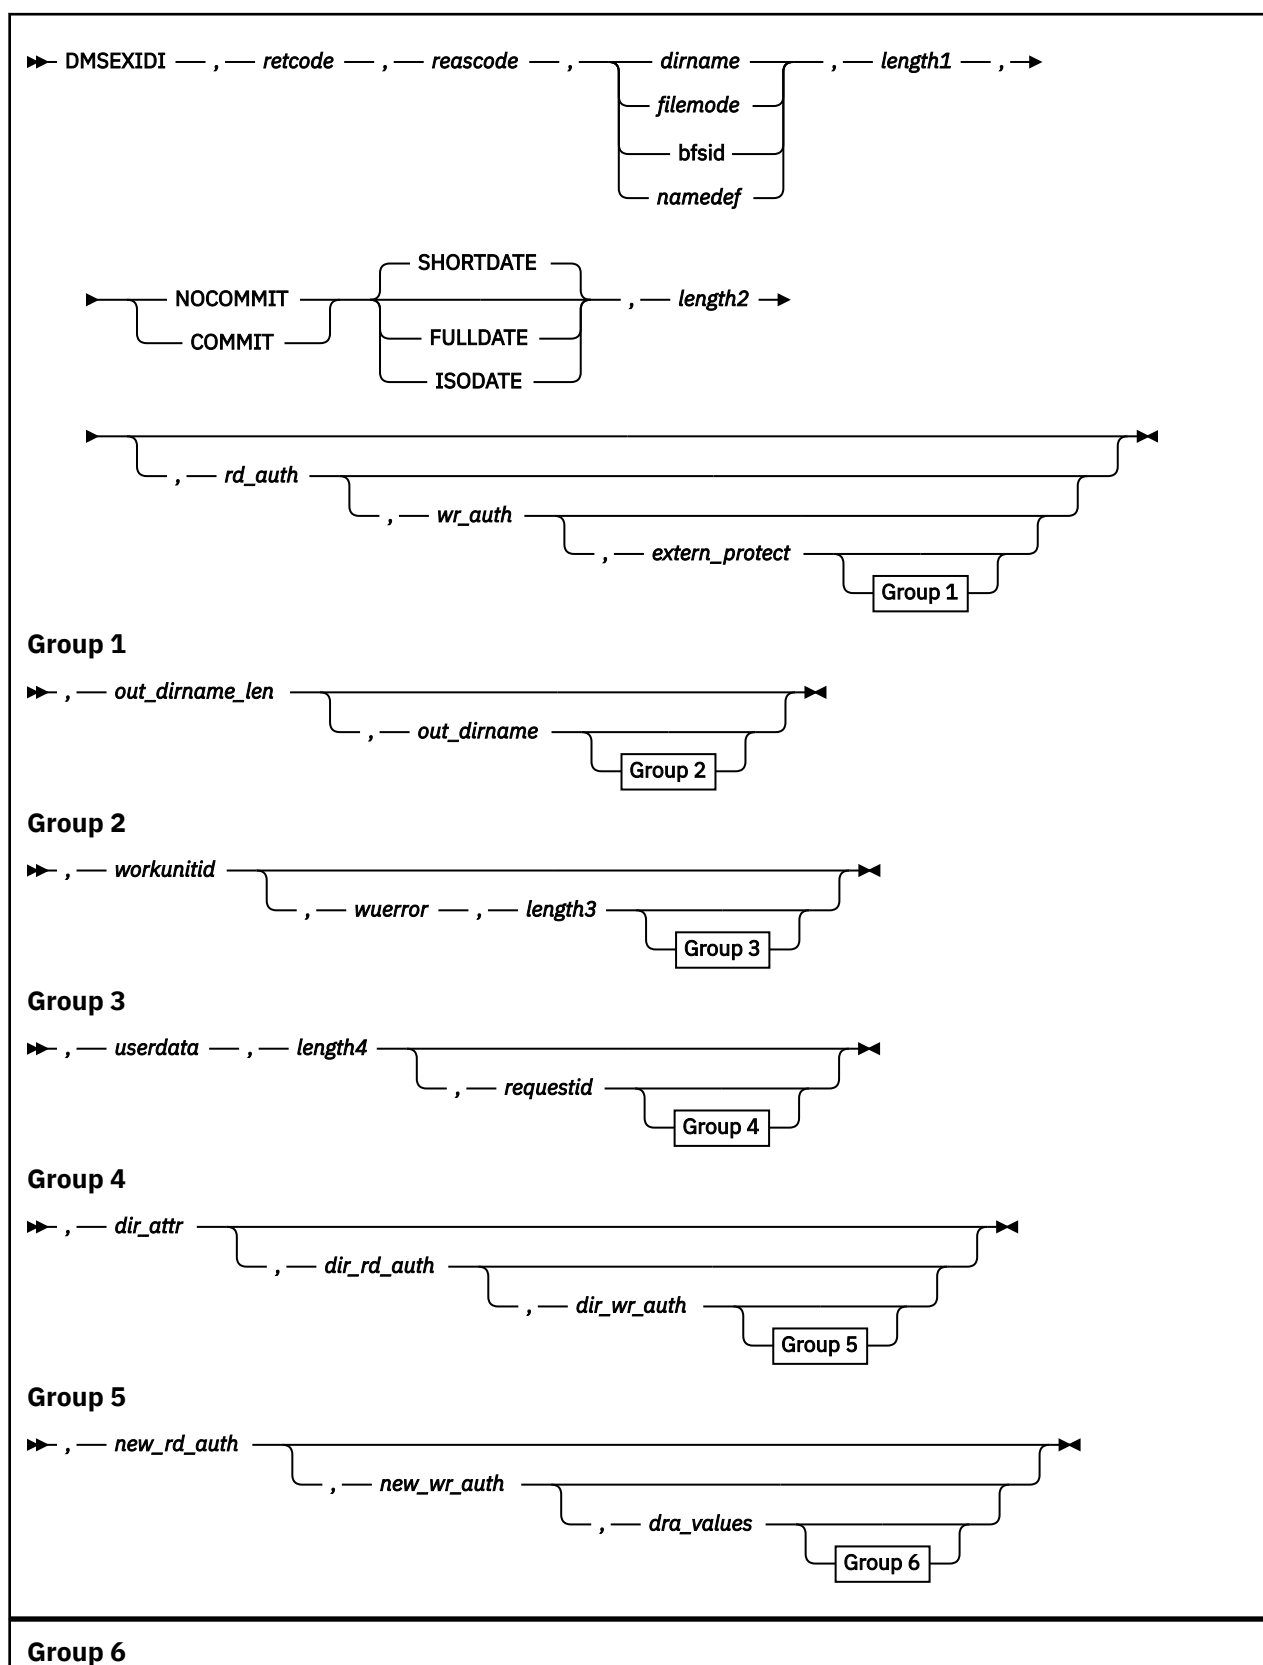 DMSEXIDI , retcode , reascode , dirname , length1 ,
filemode
bfsid
namedef
SHORTDATE
NOCOMMIT , length2
COMMIT FULLDATE
ISODATE
, rd_auth
, wr_auth
, extern_protect
Group 1
Group 1
, out_dirname_len
, out_dirname
Group 2
Group 2
, workunitid
, wuerror , length3
Group 3
Group 3
, userdata , length4
, requestid
Group 4
Group 4
, dir_attr
, dir_rd_auth
, dir_wr_auth
Group 5
Group 5
, new_rd_auth
, new_wr_auth
, dra_values
Group 6
Group 6